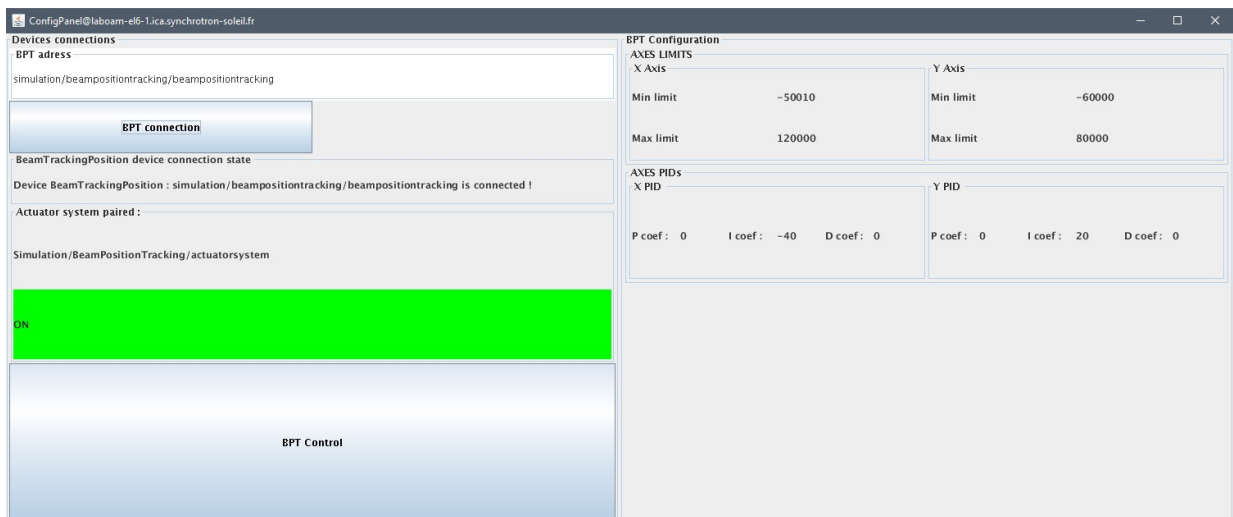 ConfigPanel@laboam-el6-1.ica.synchrotron-soleil.fr
Devices connections
BPT adress
simulation/beampositiontracking/beampositiontracking
BPT connection
BeamTrackingPosition device connection state
Device BeamTrackingPosition : simulation/beampositiontracking/beampositiontracking is connected !
Actuator system paired :
Simulation/BeamPositionTracking/actuatorsystem
ON
BPT Control
BPT Configuration
AXES LIMITS
X Axis
Min limit -50010
Max limit 120000
Y Axis
Min limit -60000
Max limit 80000
AXES PIDs
X PID
P coef : 0 I coef : -40 D coef : 0
Y PID
P coef : 0 I coef : 20 D coef : 0